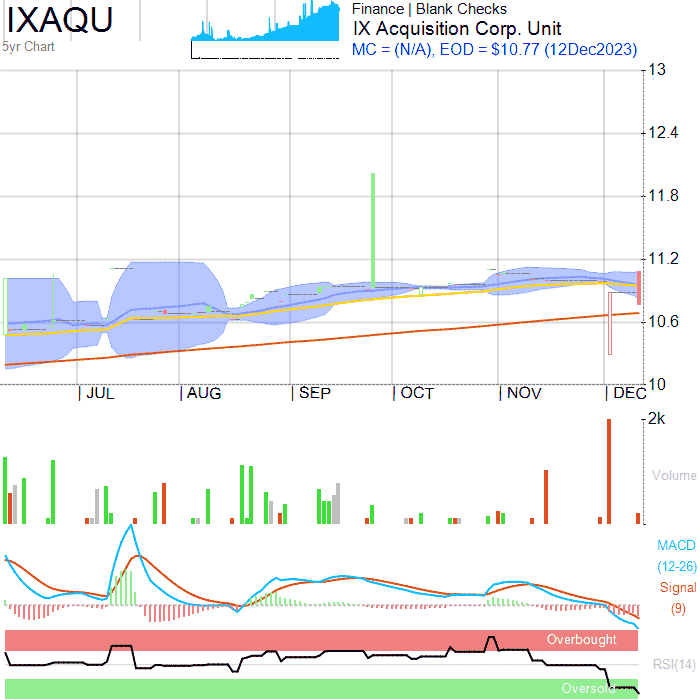 IXAQU
5yr Chart
Finance | Blank Checks
IX Acquisition Corp. Unit
MC = (N/A), EOD = $10.77 (12Dec2023)
13
12.4
11.8
11.2
10.6
10
JUL
AUG
SEP
OCT
NOV
DEC
2k
Volume
MACD
(12-26)
Signal
(9)
Overbought
RSI(14)
Oversold